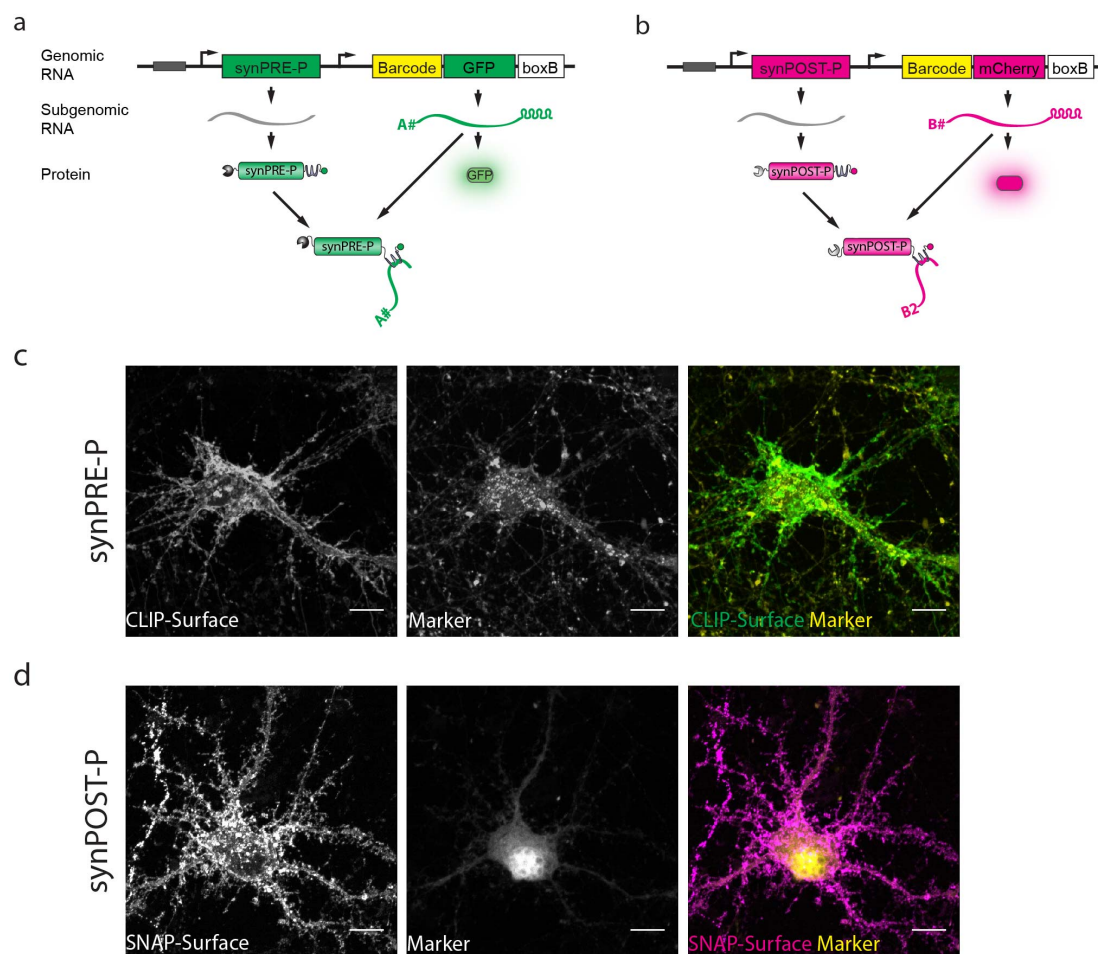 a
Genomic
RNA
synPRE-P
Barcode
GFP
boxB
Subgenomic
RNA
A#
Protein
synPRE-P
GFP
synPRE-P
A#
b
synPOST-P
Barcode
mCherry
boxB
B#
synPOST-P
synPOST-P
B2
c
synPRE-P
CLIP-Surface
Marker
CLIP-Surface Marker
d
synPOST-P
SNAP-Surface
Marker
SNAP-Surface Marker